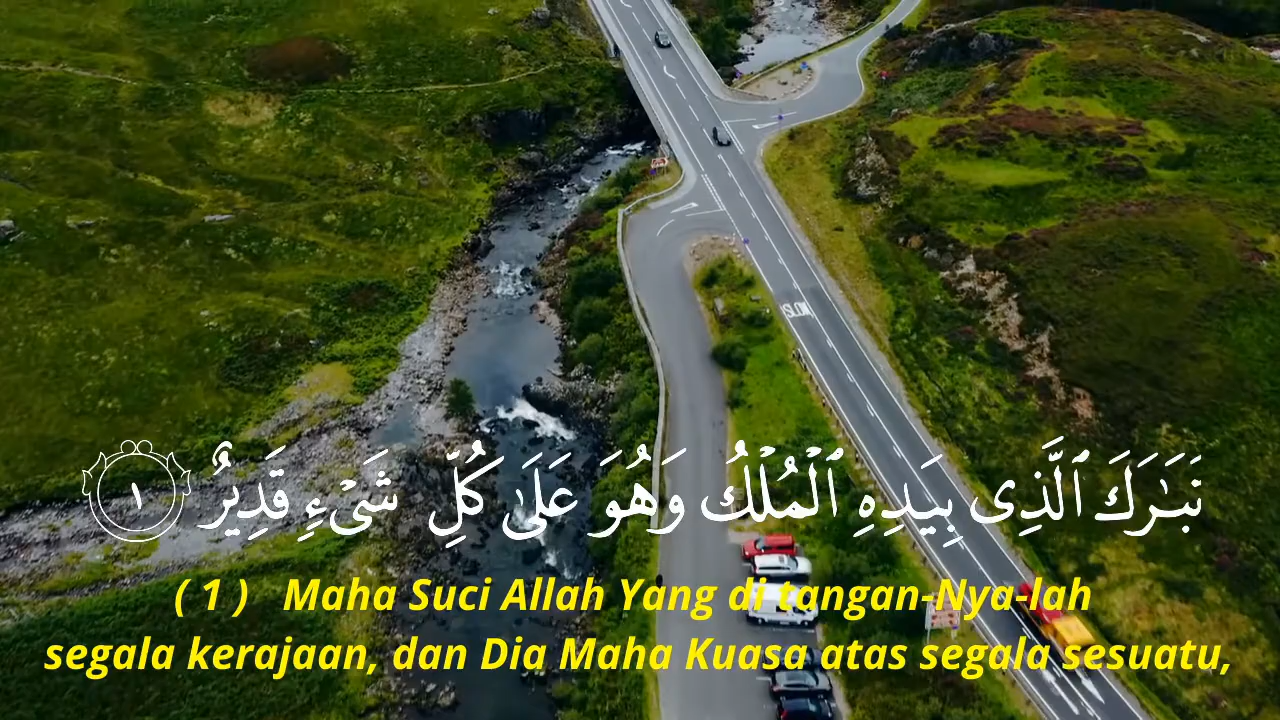 SLOW
تَبَٰرَكَ ٱلَّذِى بِيَدِهِ ٱلْمُلْكُ وَهُوَ عَلَىٰ كُلِّ شَىْءٍ قَدِيرٌ ١
( 1 ) Maha Suci Allah Yang di tangan-Nya-lah
segala kerajaan, dan Dia Maha Kuasa atas segala sesuatu,